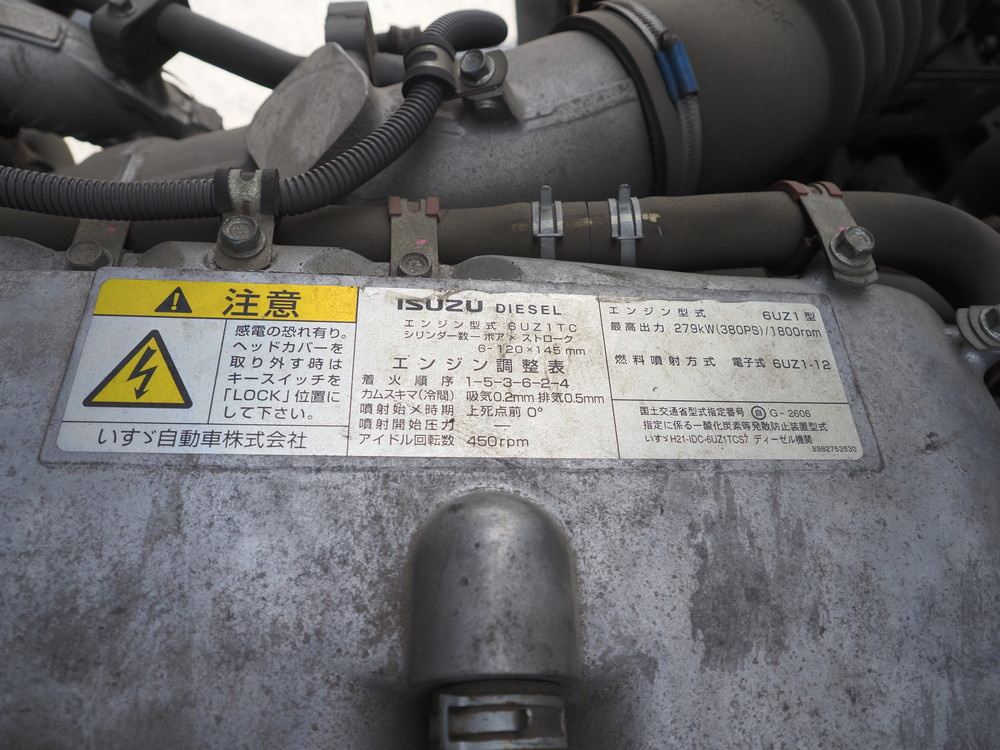 注意
感電の恐れ有り。
ヘッドカバーを
取り外す時は
キースイッチを
「LOCK」位置に
して下さい。
いすゞ自動車株式会社
ISUZU DIESEL
エンジン型式 6UZ1TC
シリンダー数－ボア×ストローク
6-120×145mm
エンジン調整表
着火順序 1-5-3-6-2-4
カムスキマ(冷間) 吸気0.2mm 排気0.5mm
噴射始メ時期 上死点前 0°
噴射開始圧力 —
アイドル回転数 450rpm
エンジン型式 6UZ1型
最高出力 279kW(380PS)/1800rpm
燃料噴射方式 電子式 6UZ1-12
国土交通省型式指定番号 自 G-2606
指定に係る一酸化炭素等発散防止装置型式
いすゞH21-IDC-6UZ1TCS7 ディーゼル機関
8982753530